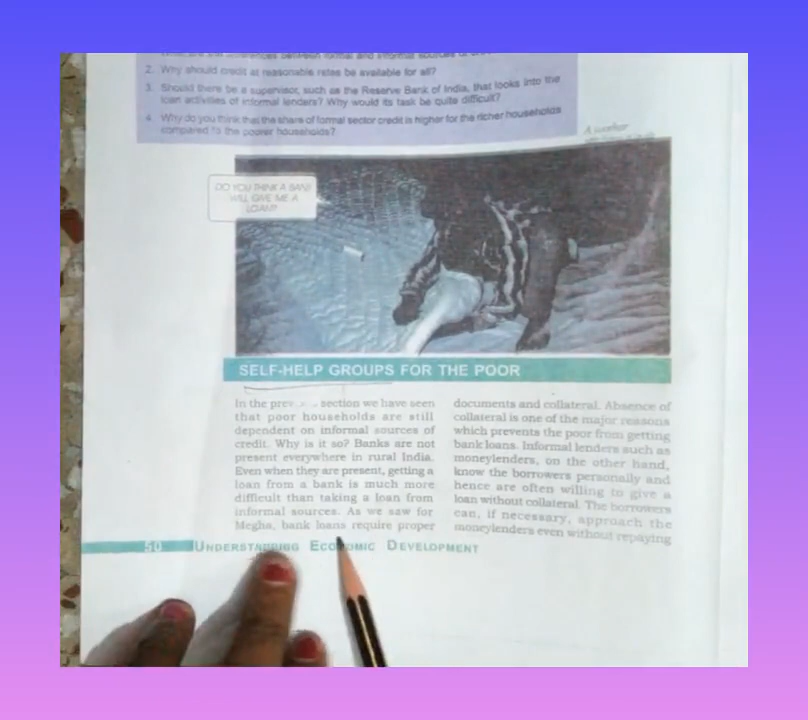 2. Why should credit at reasonable rates be available for all?
3. Should there be a supervisor, such as the Reserve Bank of India, that looks into the
loan activities of informal lenders? Why would its task be quite difficult?
4. Why do you think that the share of formal sector credit is higher for the richer households
compared to the poorer households?
A worker
DO YOU THINK A BANK
WILL GIVE ME A
LOAN?
SELF-HELP GROUPS FOR THE POOR
In the section we have seen
that poor households are still
dependent on informal sources of
credit. Why is it so? Banks are not
present everywhere in rural India.
Even when they are present, getting a
loan from a bank is much more
difficult than taking a loan from
informal sources. As we saw for
Megha, bank loans require proper
documents and collateral. Absence of
collateral is one of the major reasons
which prevents the poor from getting
bank loans. Informal lenders such as
moneylenders, on the other hand,
know the borrowers personally and
hence are often willing to give a
loan without collateral. The borrowers
can, if necessary, approach the
moneylenders even without repaying
50 UNDERSTANDING ECONOMIC DEVELOPMENT